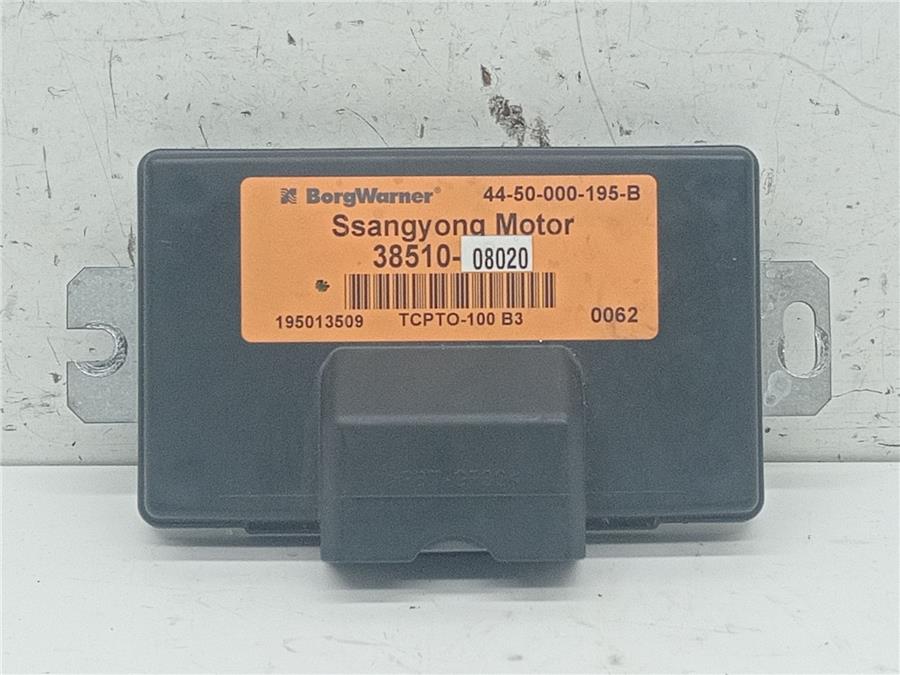 BorgWarner® 44-50-000-195-B
Ssangyong Motor
38510-08020
195013509 TCPTO-100 B3 0062